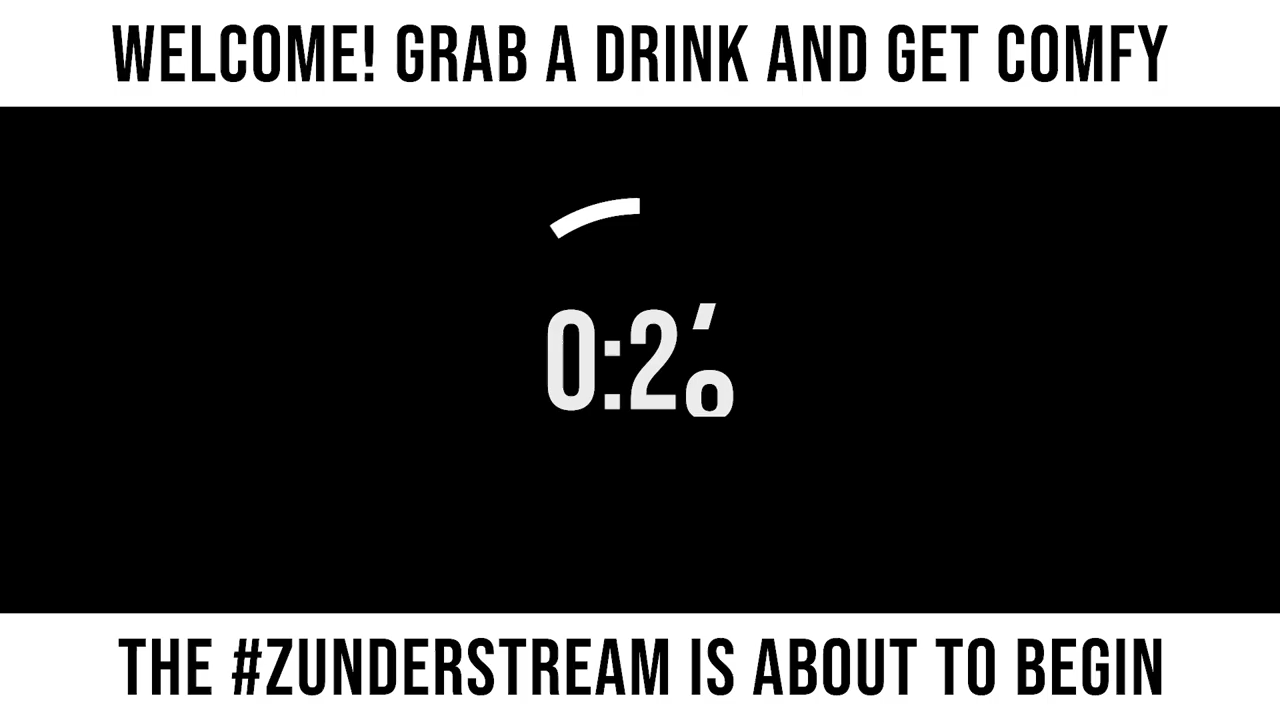 WELCOME! GRAB A DRINK AND GET COMFY
0:2
THE #ZUNDERSTREAM IS ABOUT TO BEGIN